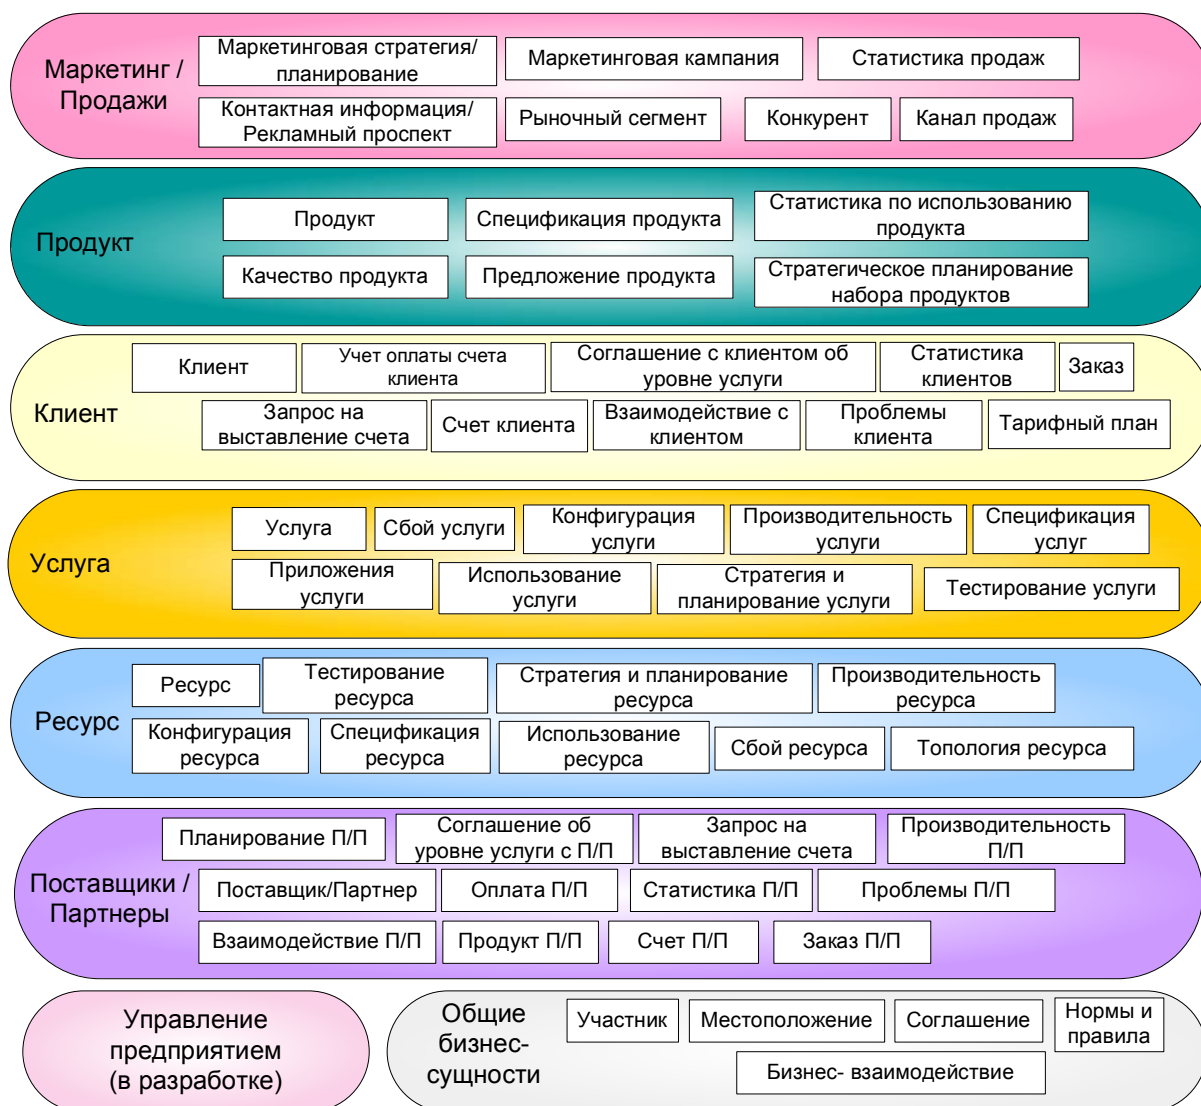 Маркетинг /
Продажи
Маркетинговая стратегия/
планирование
Маркетинговая кампания
Статистика продаж
Контактная информация/
Рекламный проспект
Рыночный сегмент
Конкурент
Канал продаж
Продукт
Продукт
Спецификация продукта
Статистика по использованию
продукта
Качество продукта
Предложение продукта
Стратегическое планирование
набора продуктов
Клиент
Клиент
Учет оплаты счета
клиента
Соглашение с клиентом об
уровне услуги
Статистика
клиентов
Заказ
Запрос на
выставление счета
Счет клиента
Взаимодействие с
клиентом
Проблемы
клиента
Тарифный план
Услуга
Услуга
Сбой услуги
Конфигурация
услуги
Производительность
услуги
Спецификация
услуг
Приложения
услуги
Использование
услуги
Стратегия и
планирование услуги
Тестирование услуги
Ресурс
Ресурс
Тестирование
ресурса
Стратегия и планирование
ресурса
Производительность
ресурса
Конфигурация
ресурса
Спецификация
ресурса
Использование
ресурса
Сбой ресурса
Топология ресурса
Поставщики /
Партнеры
Планирование П/П
Соглашение об
уровне услуги с П/П
Запрос на
выставление счета
Производительность
П/П
Поставщик/Партнер
Оплата П/П
Статистика П/П
Проблемы П/П
Взаимодействие П/П
Продукт П/П
Счет П/П
Заказ П/П
Управление
предприятием
(в разработке)
Общие
бизнес-
сущности
Участник
Местоположение
Соглашение
Нормы и
правила
Бизнес- взаимодействие